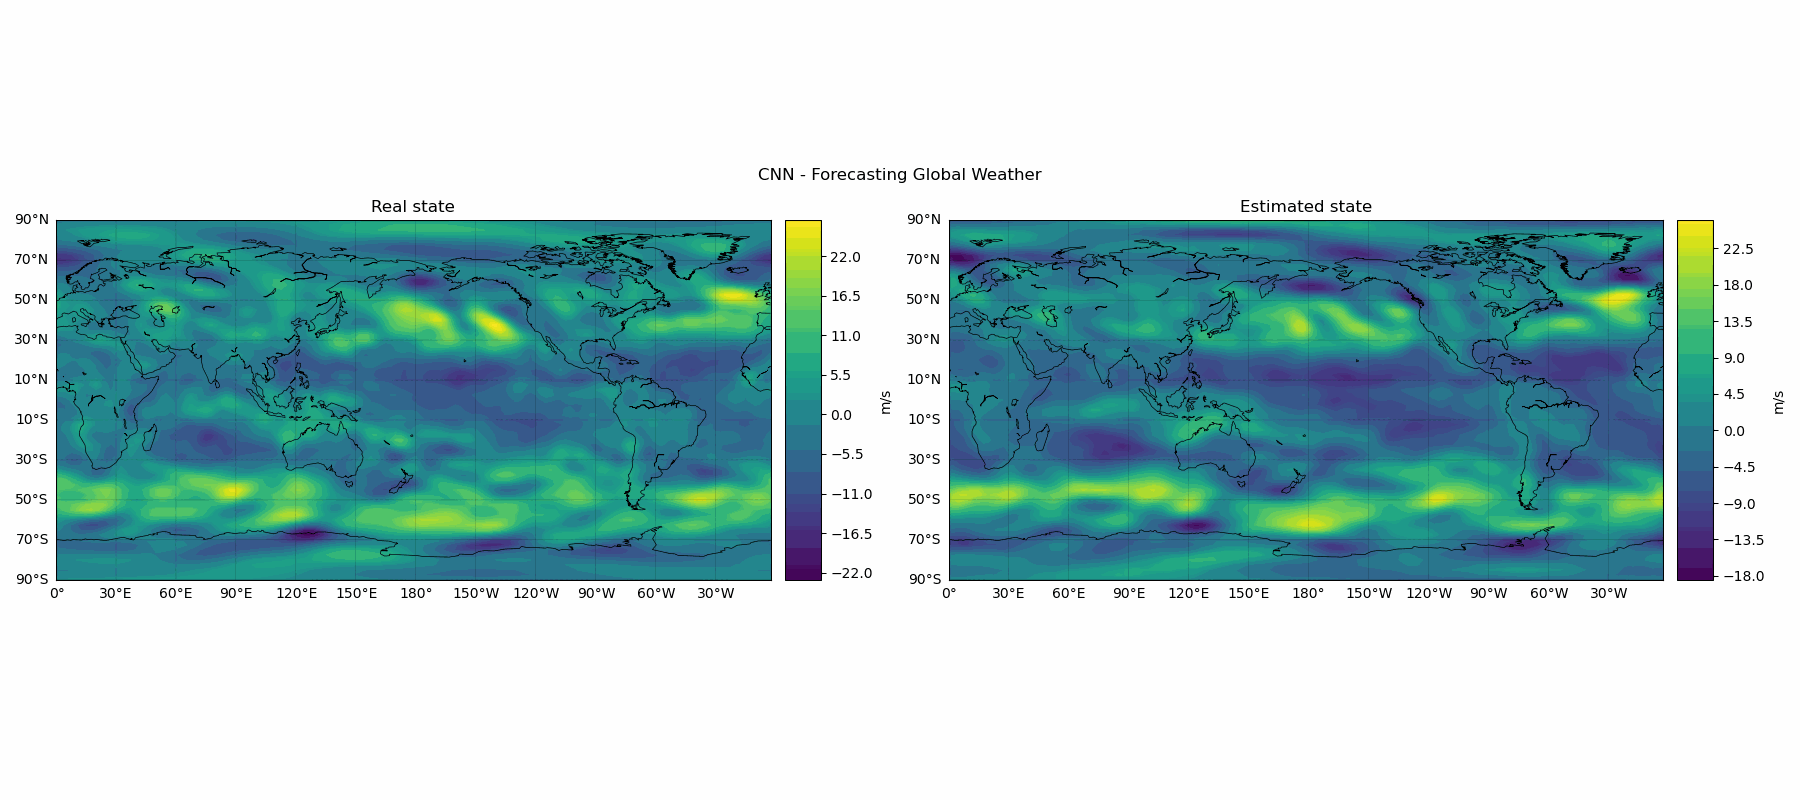 CNN - Forecasting Global Weather
Real state
90°N
70°N
50°N
30°N
10°N
10°S
30°S
50°S
70°S
90°S
0°
30°E
60°E
90°E
120°E
150°E
180°
150°W
120°W
90°W
60°W
30°W
22.0
16.5
11.0
5.5
0.0
−5.5
−11.0
−16.5
−22.0
m/s
Estimated state
90°N
70°N
50°N
30°N
10°N
10°S
30°S
50°S
70°S
90°S
0°
30°E
60°E
90°E
120°E
150°E
180°
150°W
120°W
90°W
60°W
30°W
22.5
18.0
13.5
9.0
4.5
0.0
−4.5
−9.0
−13.5
−18.0
m/s